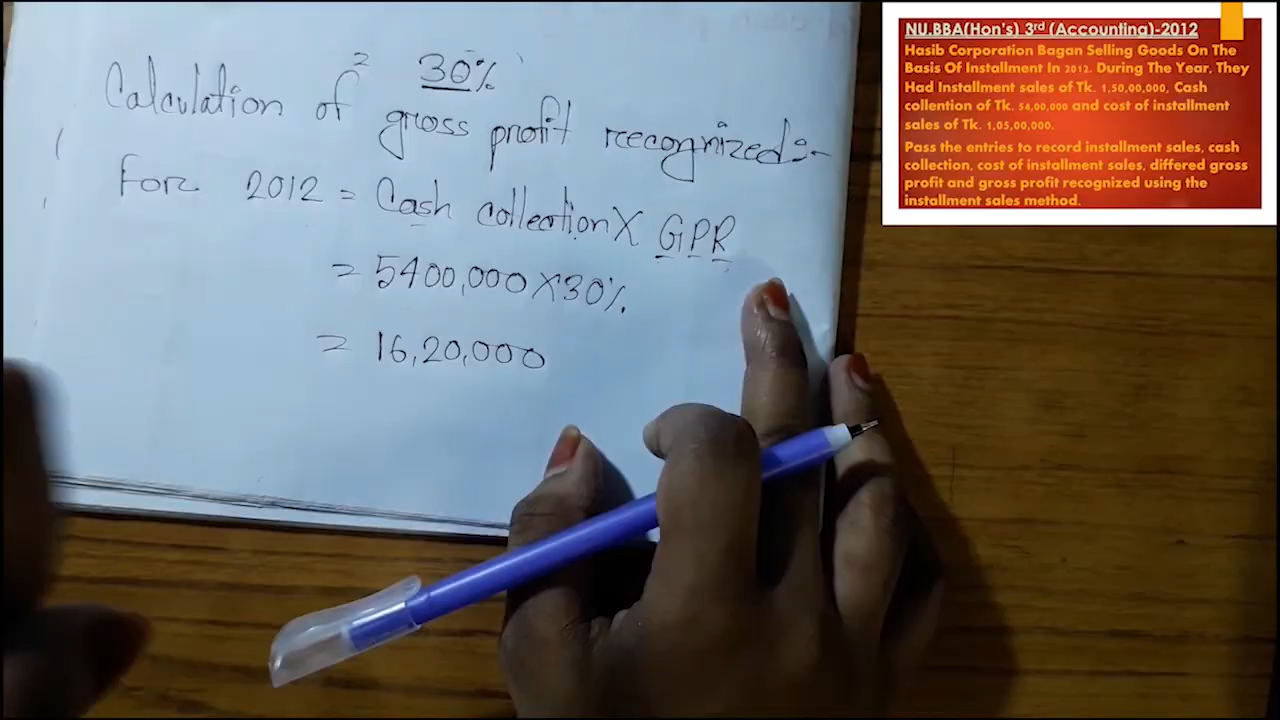 = 30%
Calculation of gross profit recognized:-
For 2012 = Cash collection X GPR
= 5400,000 X 30%
= 16,20,000
NU.BBA(Hon's) 3rd (Accounting)-2012
Hasib Corporation Bagan Selling Goods On The
Basis Of Installment In 2012. During The Year, They
Had Installment sales of Tk. 1,50,00,000, Cash
collention of Tk. 54,00,000 and cost of installment
sales of Tk. 1,05,00,000.
Pass the entries to record installment sales, cash
collection, cost of installment sales, differed gross
profit and gross profit recognized using the
installment sales method.